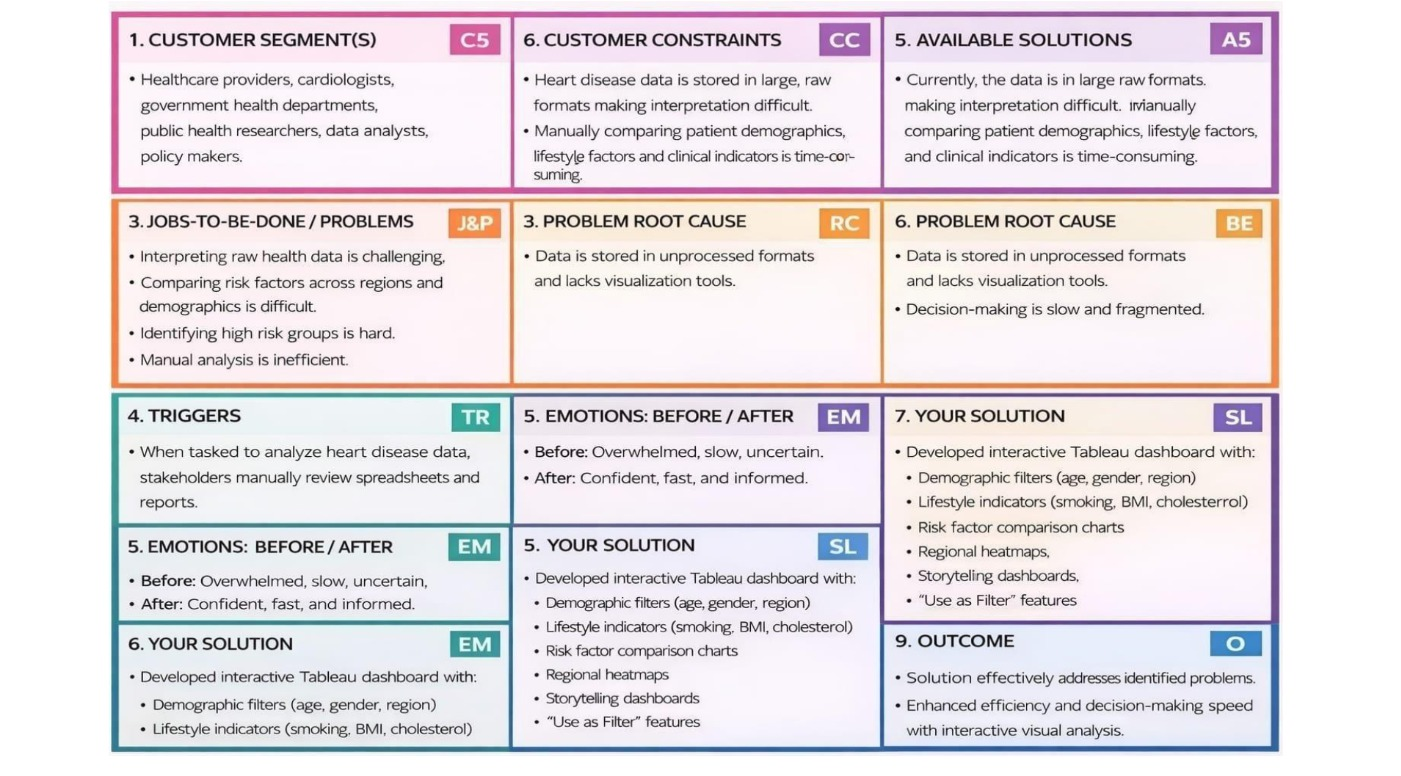 1. CUSTOMER SEGMENT(S) C5
• Healthcare providers, cardiologists,
government health departments,
public health researchers, data analysts,
policy makers.
6. CUSTOMER CONSTRAINTS CC
• Heart disease data is stored in large, raw
formats making interpretation difficult.
• Manually comparing patient demographics,
lifestyle factors and clinical indicators is time-cor-
suming.
5. AVAILABLE SOLUTIONS A5
• Currently, the data is in large raw formats.
making interpretation difficult. Manually
comparing patient demographics, lifestyle factors,
and clinical indicators is time-consuming.
3. JOBS-TO-BE-DONE / PROBLEMS J&P
• Interpreting raw health data is challenging,
• Comparing risk factors across regions and
demographics is difficult.
• Identifying high risk groups is hard.
• Manual analysis is inefficient.
3. PROBLEM ROOT CAUSE RC
• Data is stored in unprocessed formats
and lacks visualization tools.
6. PROBLEM ROOT CAUSE BE
• Data is stored in unprocessed formats
and lacks visualization tools.
• Decision-making is slow and fragmented.
4. TRIGGERS TR
• When tasked to analyze heart disease data,
stakeholders manually review spreadsheets and
reports.
5. EMOTIONS: BEFORE / AFTER EM
• Before: Overwhelmed, slow, uncertain,
• After: Confident, fast, and informed.
6. YOUR SOLUTION EM
• Developed interactive Tableau dashboard with:
• Demographic filters (age, gender, region)
• Lifestyle indicators (smoking. BMI, cholesterol)
5. EMOTIONS: BEFORE / AFTER EM
• Before: Overwhelmed, slow, uncertain.
• After: Confident, fast, and informed.
5. YOUR SOLUTION SL
• Developed interactive Tableau dashboard with:
• Demographic filters (age, gender, region)
• Lifestyle indicators (smoking. BMI, cholesterol)
• Risk factor comparison charts
• Regional heatmaps
• Storytelling dashboards
• “Use as Filter” features
7. YOUR SOLUTION SL
• Developed interactive Tableau dashboard with:
• Demographic filters (age, gender, region)
• Lifestyle indicators (smoking, BMI, cholesterrol)
• Risk factor comparison charts
• Regional heatmaps,
• Storyteling dashboards,
• “Use as Filter” features
9. OUTCOME O
• Solution effectively addresses identified problems.
• Enhanced efficiency and decision-making speed
with interactive visual analysis.